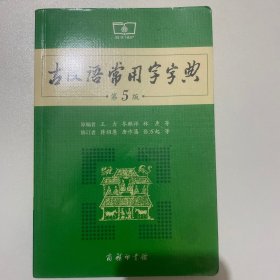 古汉语常用字字典
第5版
原编者 王力 岑麒祥 林焘 等
修订者 蒋绍愚 唐作藩 张万起 等
商务印书馆